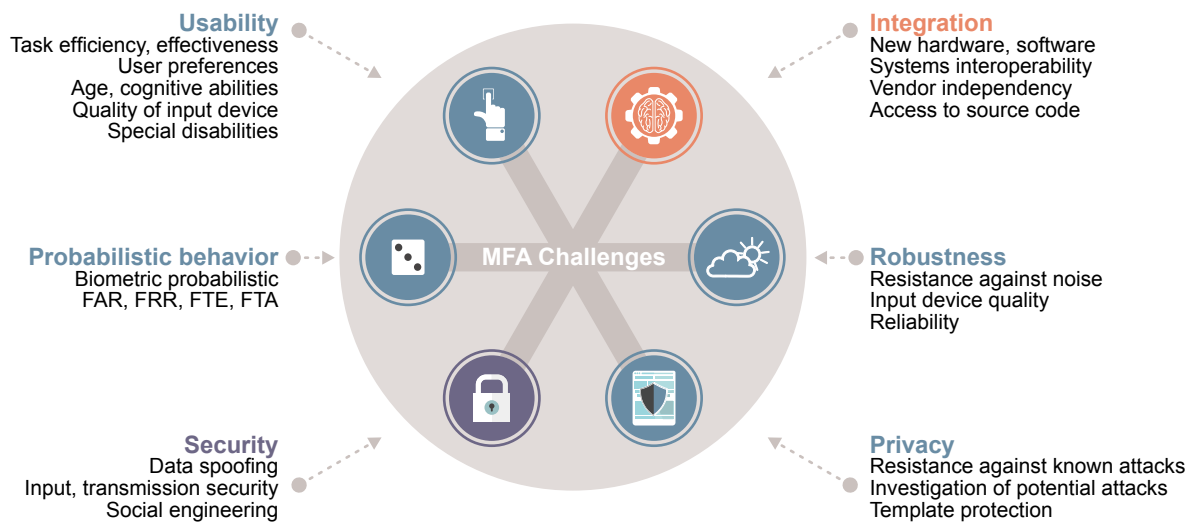 Usability
Task efficiency, effectiveness
User preferences
Age, cognitive abilities
Quality of input device
Special disabilities
Integration
New hardware, software
Systems interoperability
Vendor independency
Access to source code
Probabilistic behavior
Biometric probabilistic
FAR, FRR, FTE, FTA
MFA Challenges
Robustness
Resistance against noise
Input device quality
Reliability
Security
Data spoofing
Input, transmission security
Social engineering
Privacy
Resistance against known attacks
Investigation of potential attacks
Template protection